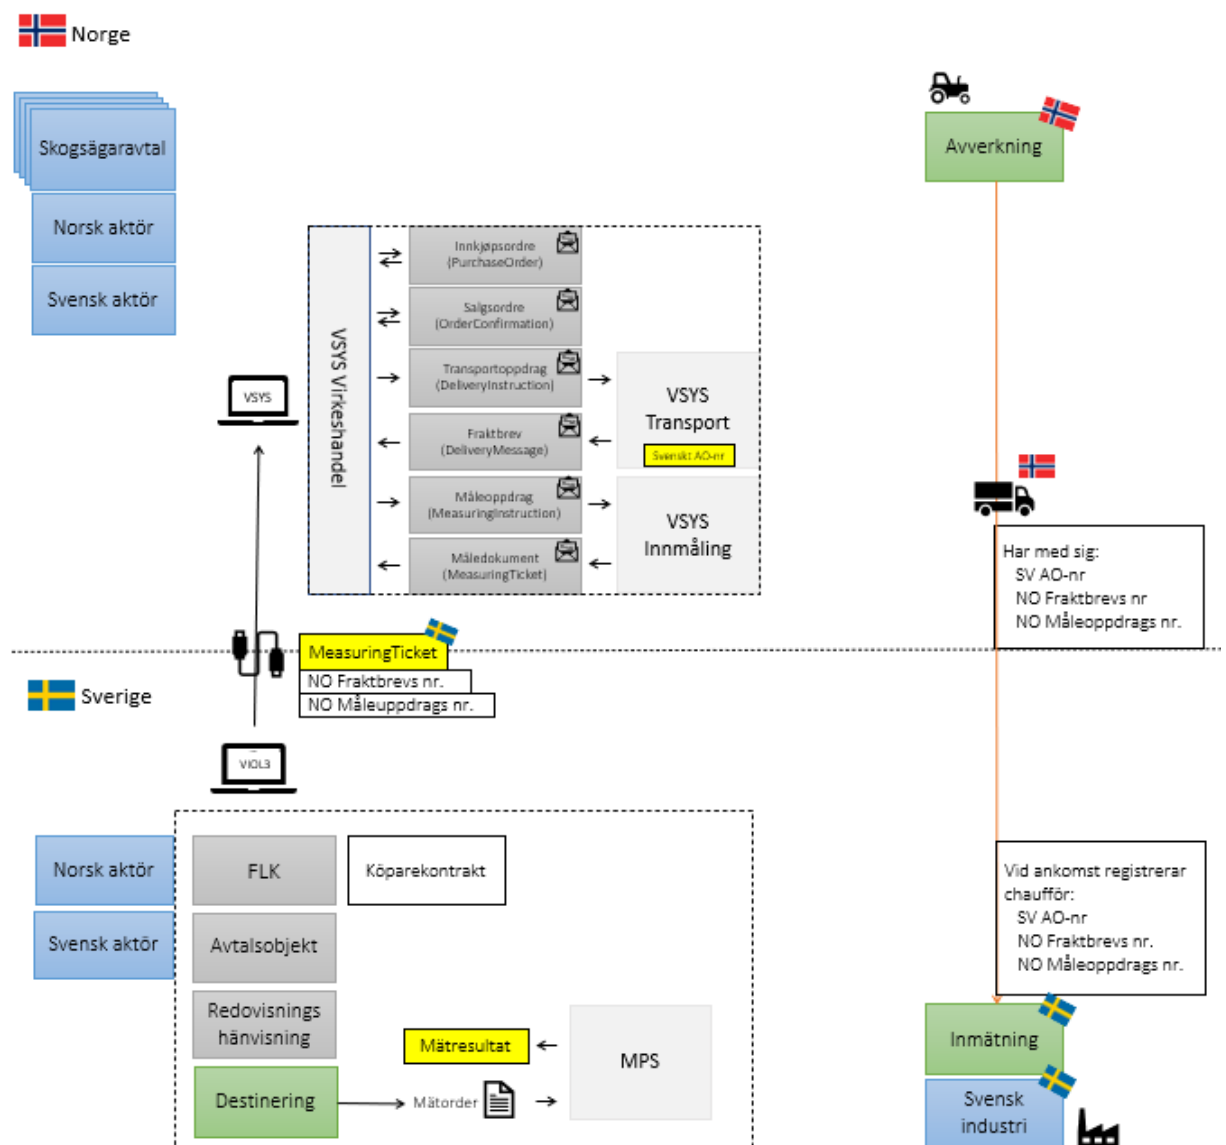 Norge
Skogsägaravtal
Norsk aktör
Svensk aktör
Avverkning
VSYS
VSYS Virkeshandel
Innkjøpsordre
(PurchaseOrder)
Salgsordre
(OrderConfirmation)
Transportoppdrag
(DeliveryInstruction)
Fraktbrev
(DeliveryMessage)
Måleoppdrag
(MeasuringInstruction)
Måledokument
(MeasuringTicket)
VSYS
Transport
Svenskt AO-nr
VSYS
Innmåling
Har med sig:
SV AO-nr
NO Fraktbrevs nr
NO Måleoppdrags nr.
MeasuringTicket
NO Fraktbrevs nr.
NO Måleuppdrags nr.
Sverige
VIOL3
Norsk aktör
Svensk aktör
FLK
Köparekontrakt
Avtalsobjekt
Redovisnings
hänvisning
Destinering
Mätorder
Mätresultat
MPS
Vid ankomst registrerar
chaufför:
SV AO-nr
NO Fraktbrevs nr.
NO Måleoppdrags nr.
Inmätning
Svensk
industri